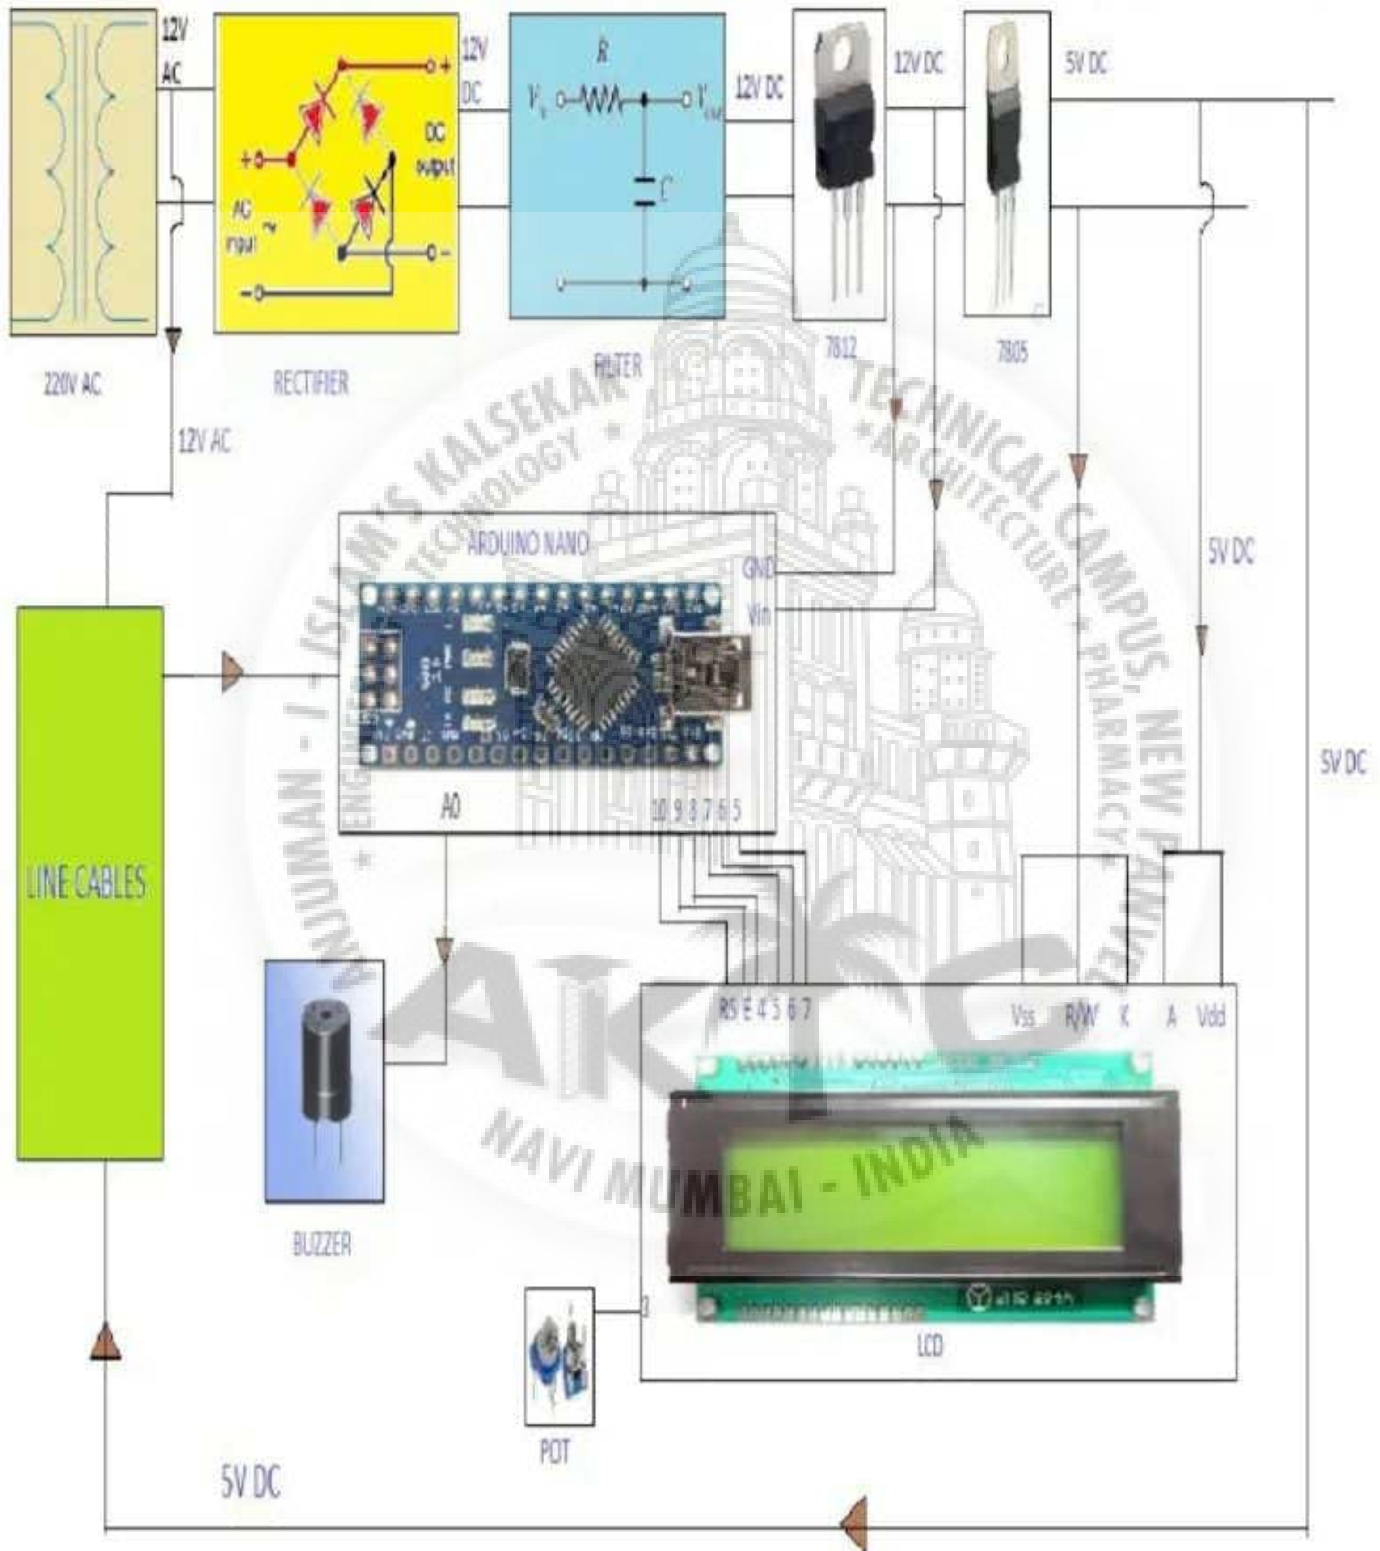 12V
AC
12V
DC
R
DC
output
AC
input
C
12V DC
12V DC
5V DC
220V AC
RECTIFIER
FILTER
7812
7805
12V AC
ARDUINO NANO
GND
Vin
5V DC
5V DC
A0
10 9 8 7 6 5
LINE CABLES
RS E 4 5 6 7
Vss R/W K A Vdd
BUZZER
3
LCD
POT
5V DC
ANJUMAN - I - ISLAM'S KALSEKAR TECHNICAL CAMPUS, NEW PANVEL
TECHNOLOGY * * ARCHITECTURE * PHARMACY *
AKTC
NAVI MUMBAI - INDIA